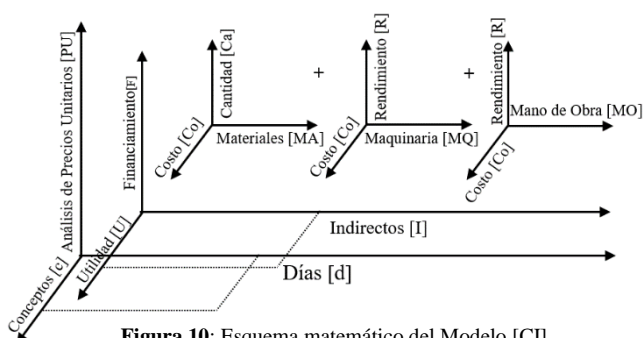 Análisis de Precios Unitarios [PU]
Financiamiento[F]
Cantidad [Ca]
+
Rendimiento [R]
+
Rendimiento [R]
Costo [Co]
Materiales [MA]
Costo [Co]
Maquinaria [MQ]
Costo [Co]
Mano de Obra [MO]
Utilidad [U]
Indirectos [I]
Conceptos [c]
Días [d]
Figura 10: Esquema matemático del Modelo [CI]